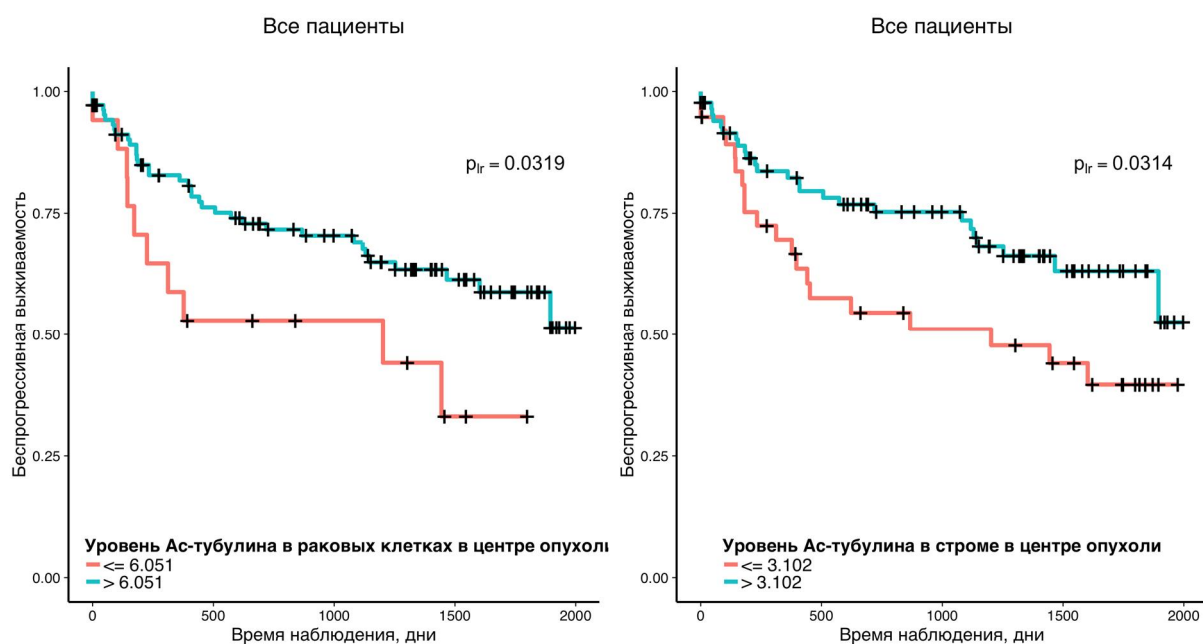 Все пациенты
Беспрогрессивная выживаемость
1.00
0.75
0.50
0.25
0.00
p_lr = 0.0319
Уровень Ас-тубулина в раковых клетках в центре опухоли
<= 6.051
> 6.051
0
500
1000
1500
2000
Время наблюдения, дни
Все пациенты
Беспрогрессивная выживаемость
1.00
0.75
0.50
0.25
0.00
p_lr = 0.0314
Уровень Ас-тубулина в строме в центре опухоли
<= 3.102
> 3.102
0
500
1000
1500
2000
Время наблюдения, дни